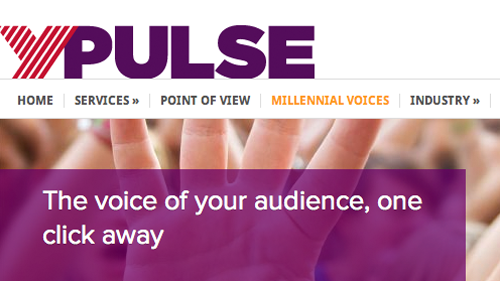 YPULSE
HOME SERVICES » POINT OF VIEW MILLENNIAL VOICES INDUSTRY »
The voice of your audience, one
click away